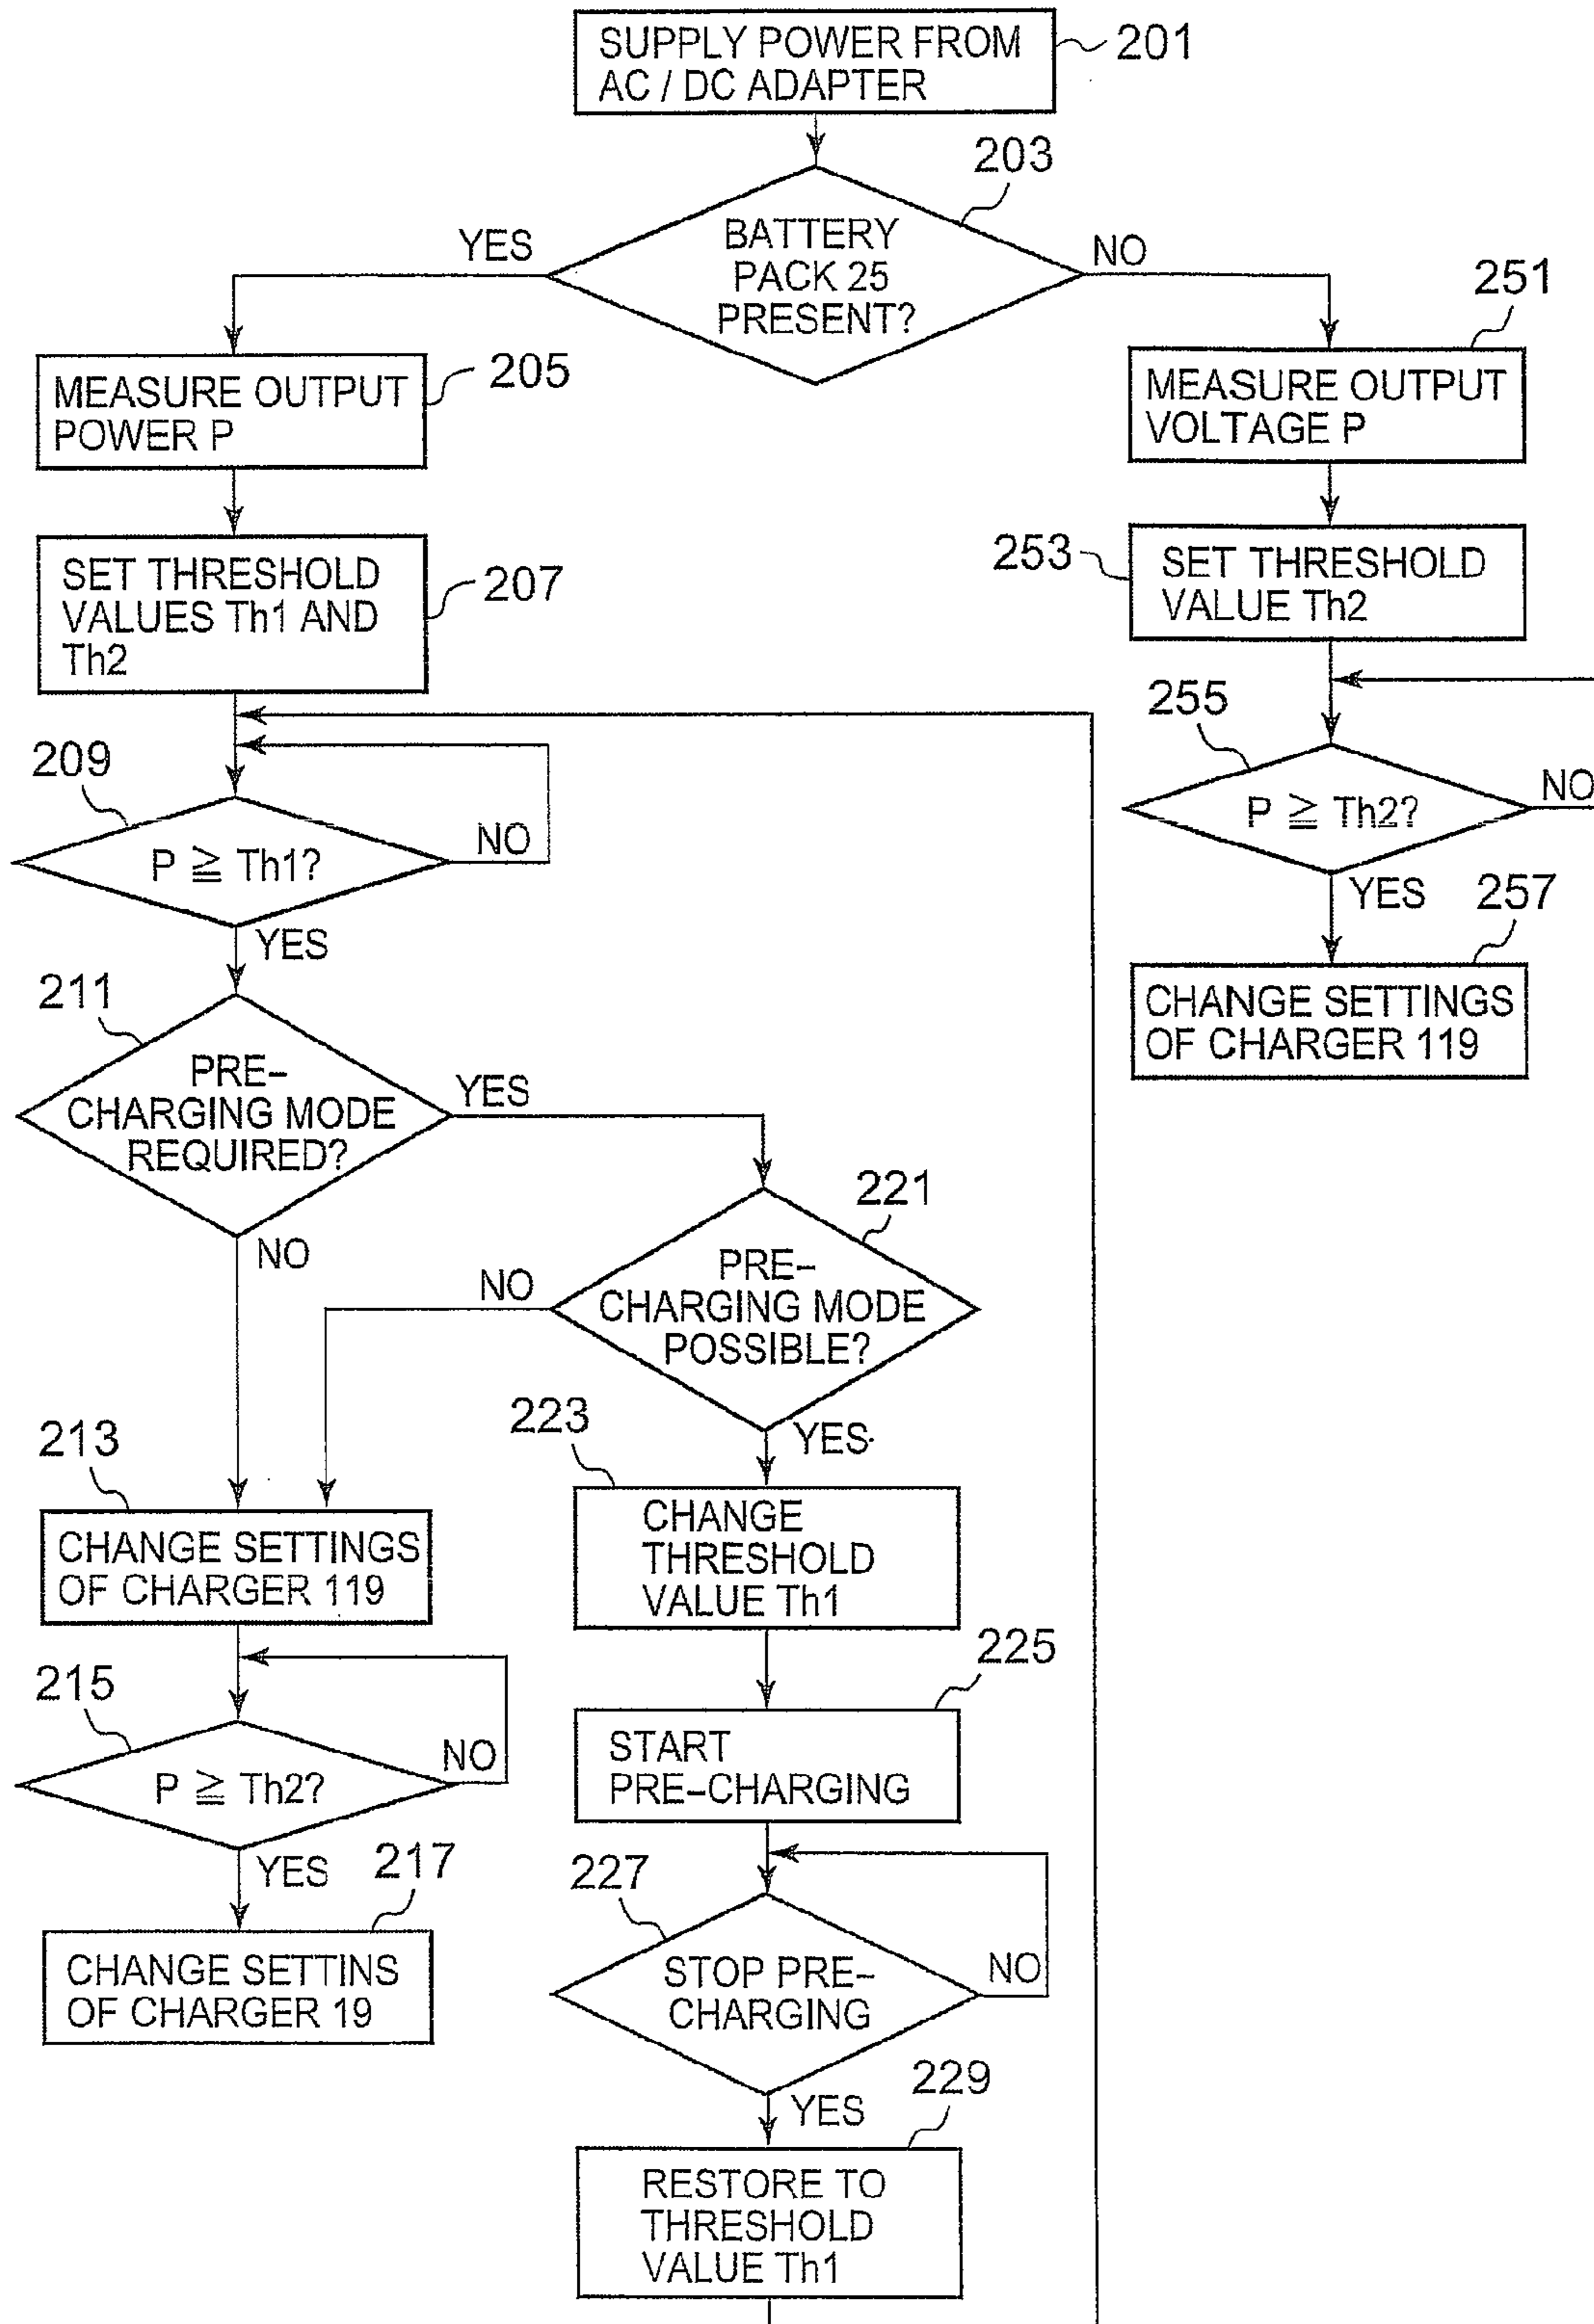 SUPPLY POWER FROM
AC / DC ADAPTER
201
203
BATTERY
PACK 25
PRESENT?
YES
NO
205
MEASURE OUTPUT
POWER P
251
MEASURE OUTPUT
VOLTAGE P
207
SET THRESHOLD
VALUES Th1 AND
Th2
253
SET THRESHOLD
VALUE Th2
209
P ≧ Th1?
NO
YES
255
P ≧ Th2?
NO
YES
257
CHANGE SETTINGS
OF CHARGER 119
211
PRE–
CHARGING MODE
REQUIRED?
YES
NO
221
PRE–
CHARGING MODE
POSSIBLE?
NO
YES
213
CHANGE SETTINGS
OF CHARGER 119
223
CHANGE
THRESHOLD
VALUE Th1
215
P ≧ Th2?
NO
YES
225
START
PRE–CHARGING
217
CHANGE SETTINS
OF CHARGER 19
227
STOP PRE–
CHARGING
NO
YES
229
RESTORE TO
THRESHOLD
VALUE Th1